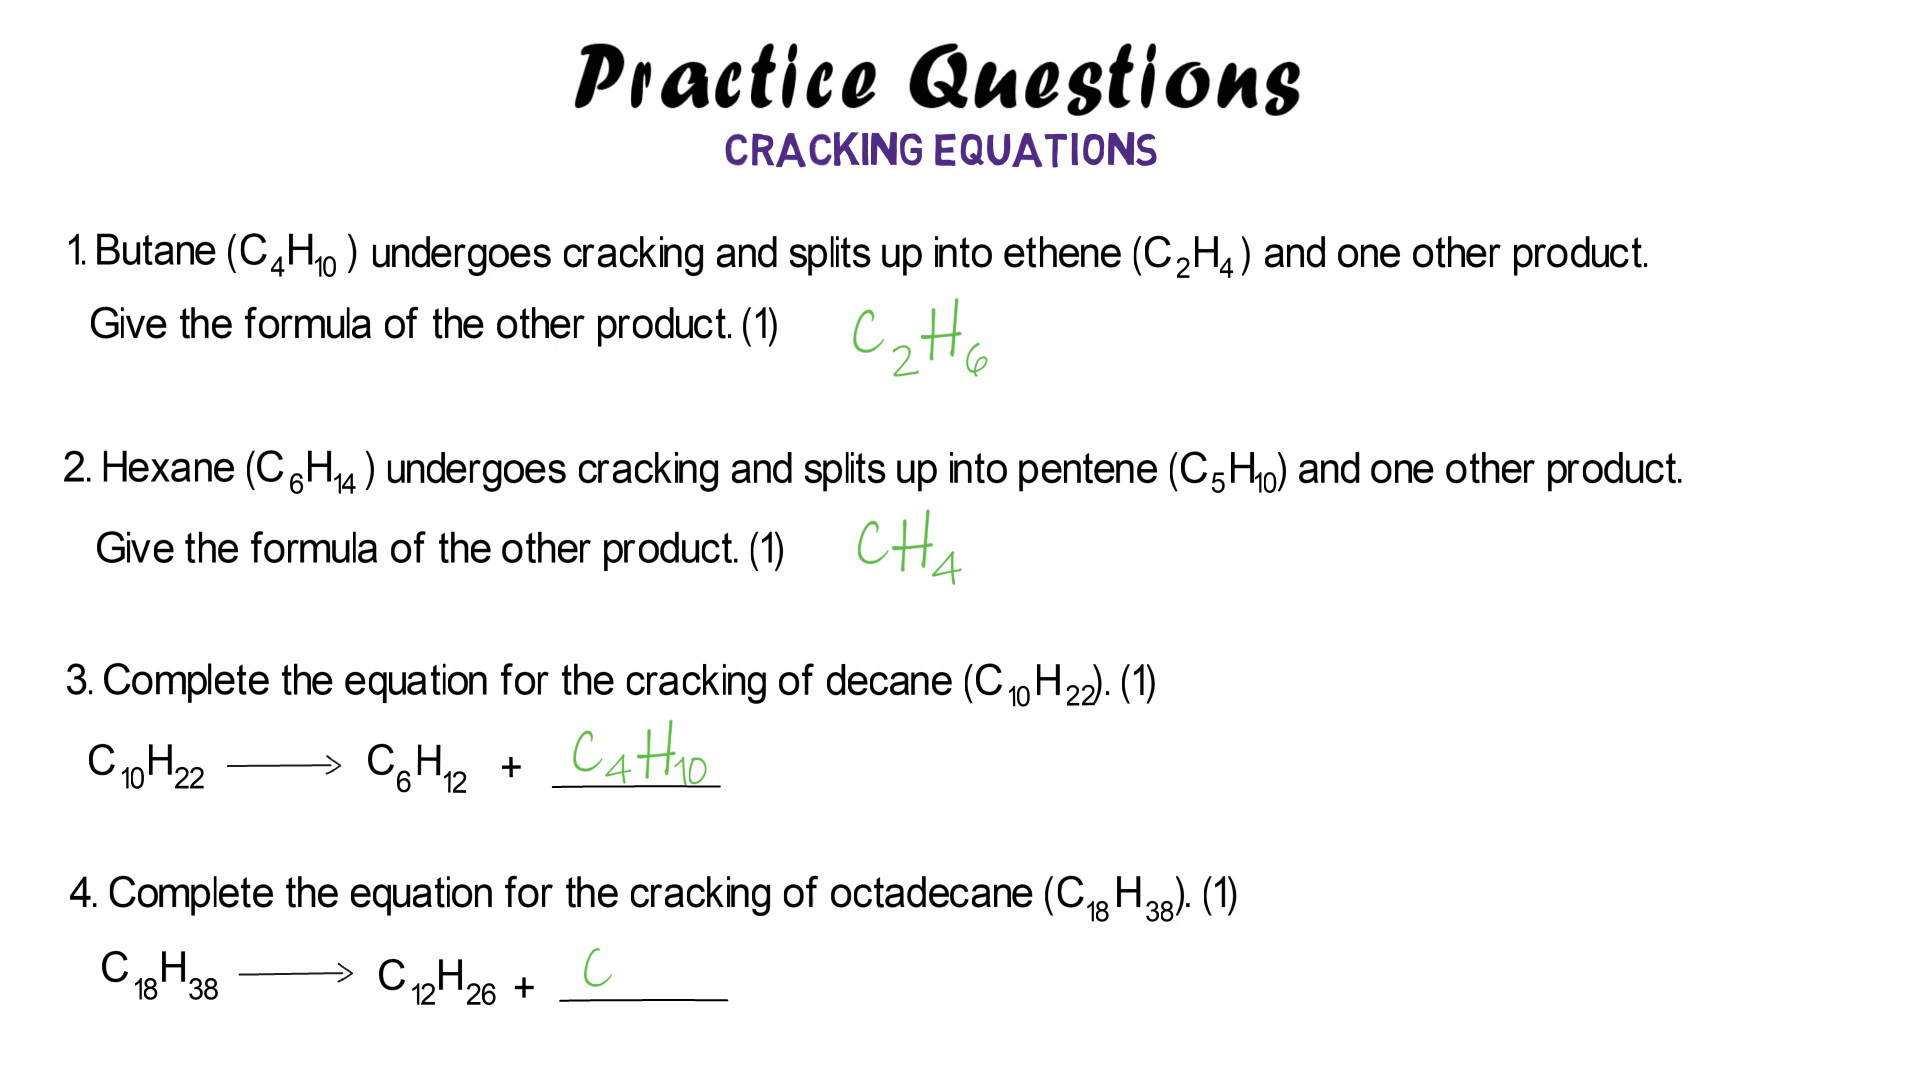 Practice Questions
CRACKING EQUATIONS
1. Butane (C₄H₁₀) undergoes cracking and splits up into ethene (C₂H₄) and one other product.
Give the formula of the other product. (1) C₂H₆
2. Hexane (C₆H₁₄) undergoes cracking and splits up into pentene (C₅H₁₀) and one other product.
Give the formula of the other product. (1) CH₄
3. Complete the equation for the cracking of decane (C₁₀H₂₂). (1)
C₁₀H₂₂ ⟶ C₆H₁₂ + C₄H₁₀
4. Complete the equation for the cracking of octadecane (C₁₈H₃₈). (1)
C₁₈H₃₈ ⟶ C₁₂H₂₆ + C